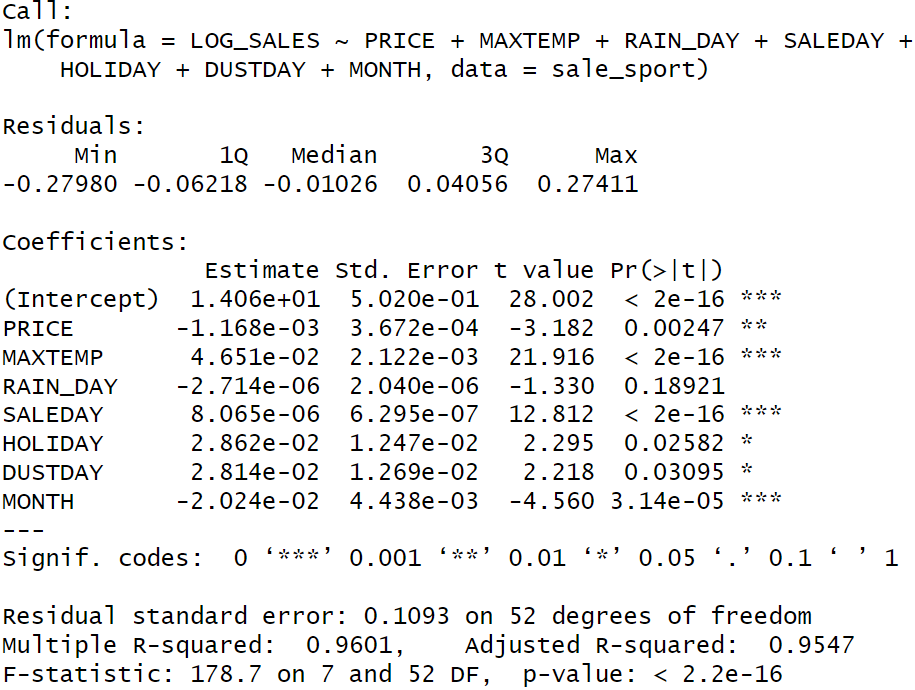 Call:
lm(formula = LOG_SALES ~ PRICE + MAXTEMP + RAIN_DAY + SALEDAY +
    HOLIDAY + DUSTDAY + MONTH, data = sale_sport)
Residuals:
     Min       1Q   Median       3Q      Max
-0.27980 -0.06218 -0.01026  0.04056  0.27411
Coefficients:
              Estimate Std. Error t value Pr(>|t|)
(Intercept)  1.406e+01  5.020e-01  28.002  < 2e-16 ***
PRICE       -1.168e-03  3.672e-04  -3.182  0.00247 **
MAXTEMP      4.651e-02  2.122e-03  21.916  < 2e-16 ***
RAIN_DAY    -2.714e-06  2.040e-06  -1.330  0.18921
SALEDAY      8.065e-06  6.295e-07  12.812  < 2e-16 ***
HOLIDAY      2.862e-02  1.247e-02   2.295  0.02582 *
DUSTDAY      2.814e-02  1.269e-02   2.218  0.03095 *
MONTH       -2.024e-02  4.438e-03  -4.560 3.14e-05 ***
---
Signif. codes:  0 ‘***’ 0.001 ‘**’ 0.01 ‘*’ 0.05 ‘.’ 0.1 ‘ ’ 1
Residual standard error: 0.1093 on 52 degrees of freedom
Multiple R-squared:  0.9601,    Adjusted R-squared:  0.9547
F-statistic: 178.7 on 7 and 52 DF,  p-value: < 2.2e-16